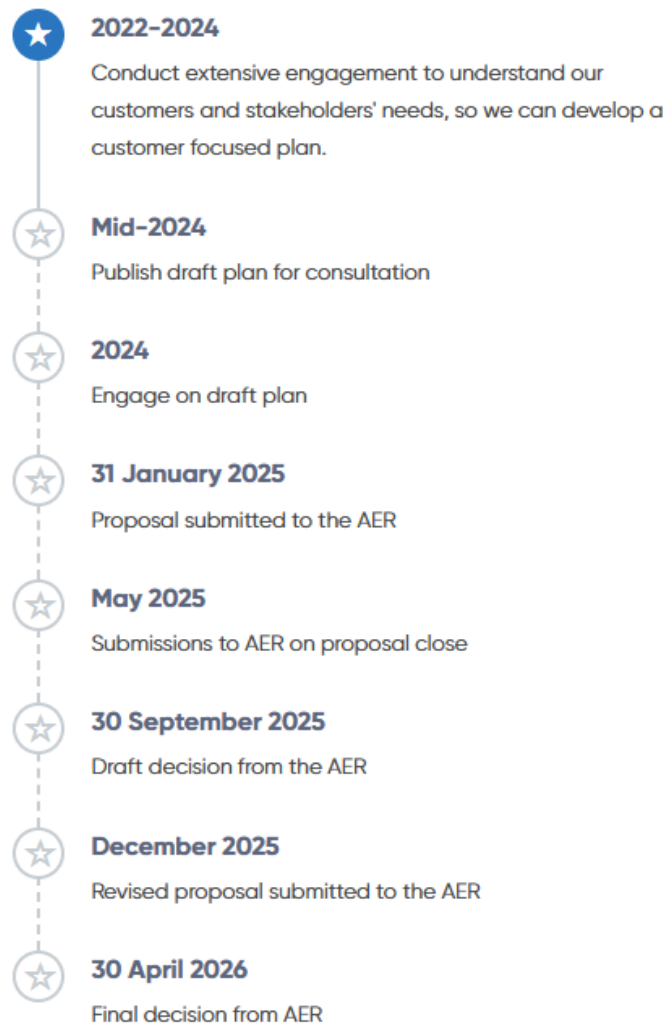 2022-2024
Conduct extensive engagement to understand our
customers and stakeholders' needs, so we can develop a
customer focused plan.
Mid-2024
Publish draft plan for consultation
2024
Engage on draft plan
31 January 2025
Proposal submitted to the AER
May 2025
Submissions to AER on proposal close
30 September 2025
Draft decision from the AER
December 2025
Revised proposal submitted to the AER
30 April 2026
Final decision from AER